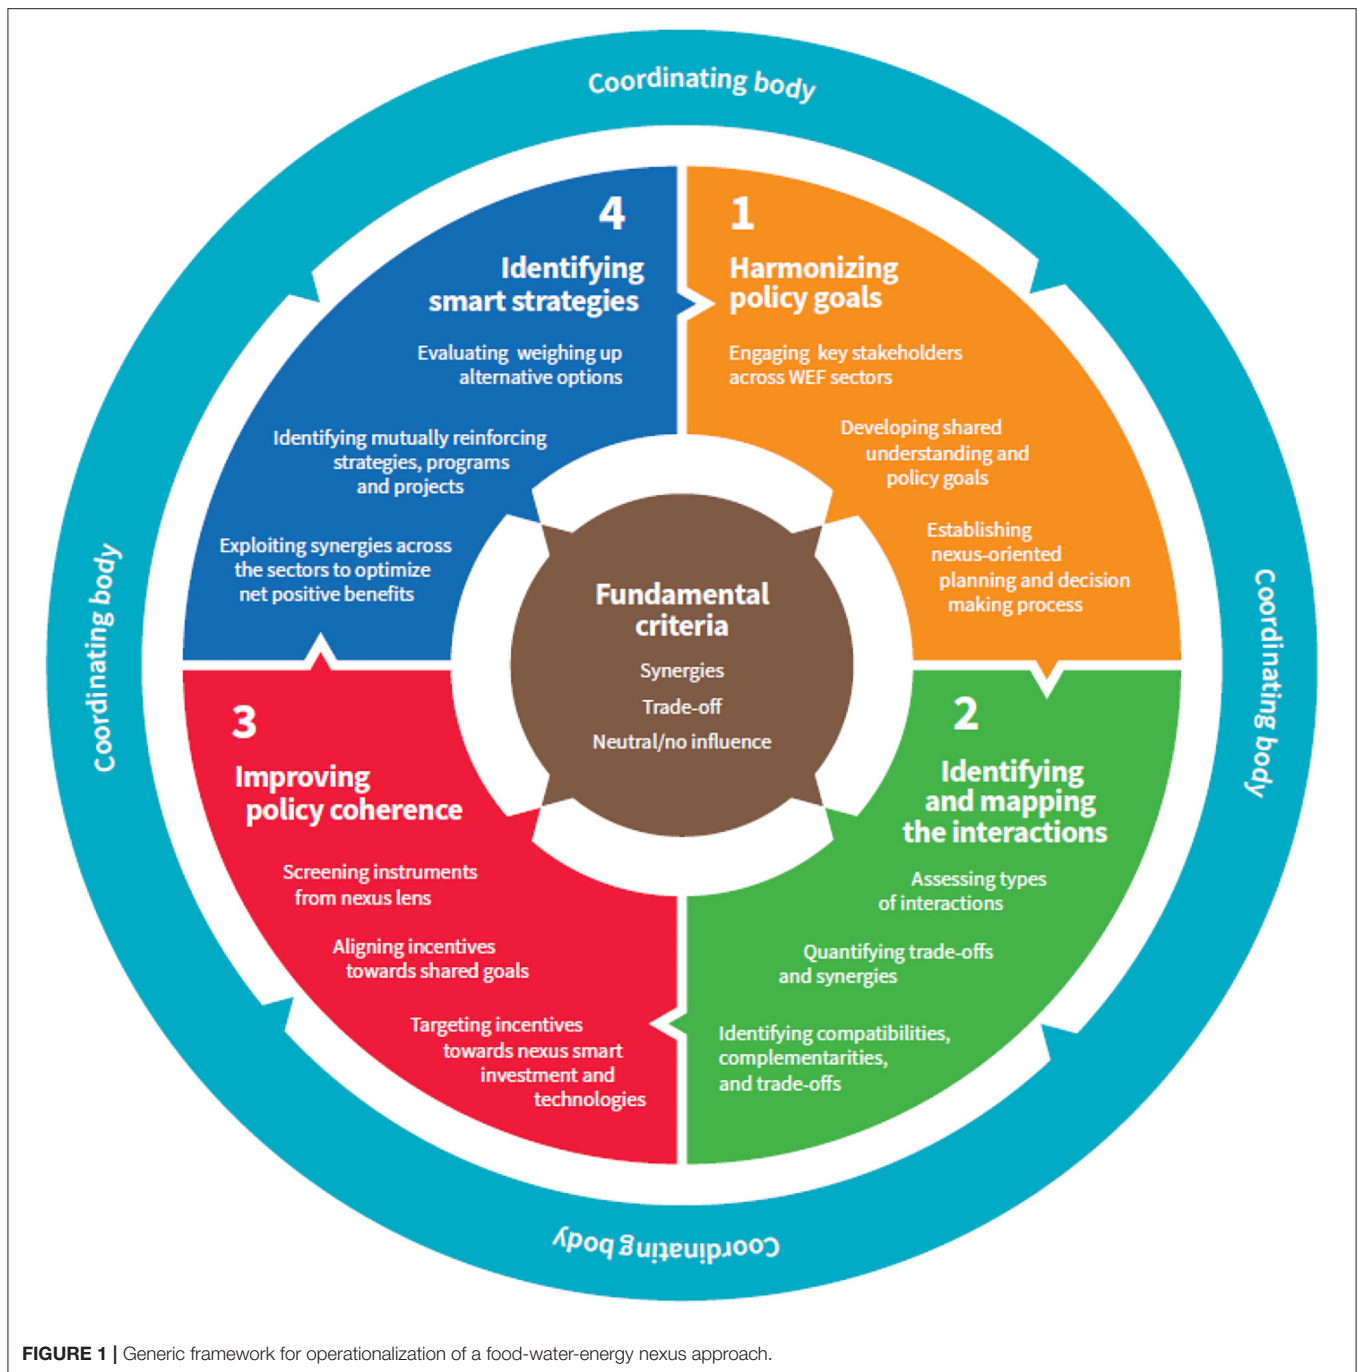 Coordinating body
4
Identifying
smart strategies
Evaluating weighing up
alternative options
Identifying mutually reinforcing
strategies, programs
and projects
Exploiting synergies across
the sectors to optimize
net positive benefits
1
Harmonizing
policy goals
Engaging key stakeholders
across WEF sectors
Developing shared
understanding and
policy goals
Establishing
nexus-oriented
planning and decision
making process
Coordinating body
Fundamental
criteria
Synergies
Trade-off
Neutral/no influence
Coordinating body
3
Improving
policy coherence
Screening instruments
from nexus lens
Aligning incentives
towards shared goals
Targeting incentives
towards nexus smart
investment and
technologies
2
Identifying
and mapping
the interactions
Assessing types
of interactions
Quantifying trade-offs
and synergies
Identifying compatibilities,
complementarities,
and trade-offs
Coordinating body
FIGURE 1 | Generic framework for operationalization of a food-water-energy nexus approach.